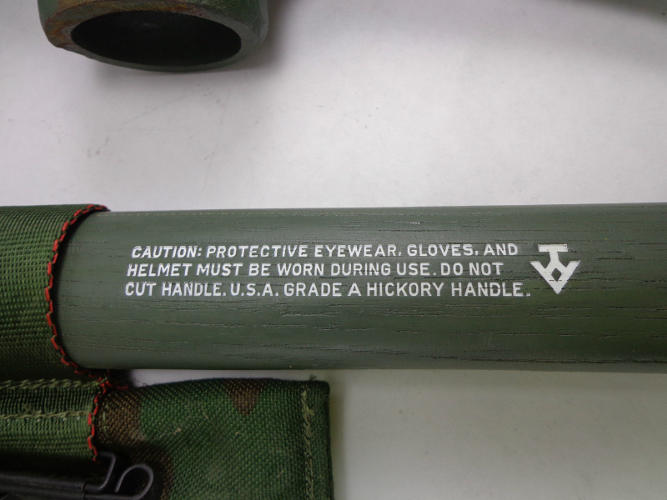 CAUTION: PROTECTIVE EYEWEAR, GLOVES, AND
HELMET MUST BE WORN DURING USE. DO NOT
CUT HANDLE. U.S.A. GRADE A HICKORY HANDLE.